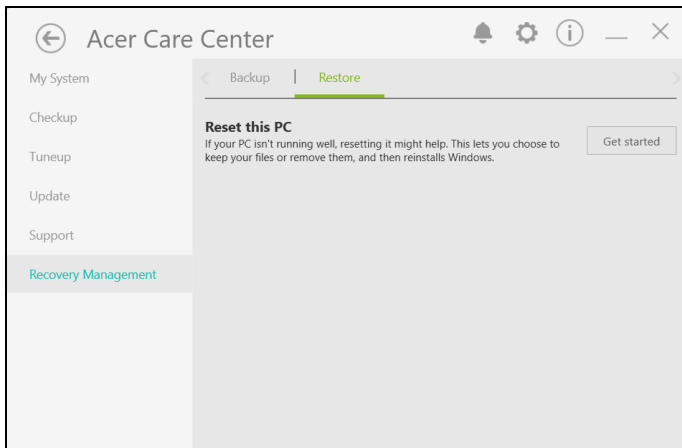 Acer Care Center
My System
Checkup
Tuneup
Update
Support
Recovery Management
Backup | Restore
Reset this PC
If your PC isn't running well, resetting it might help. This lets you choose to
keep your files or remove them, and then reinstalls Windows.
Get started